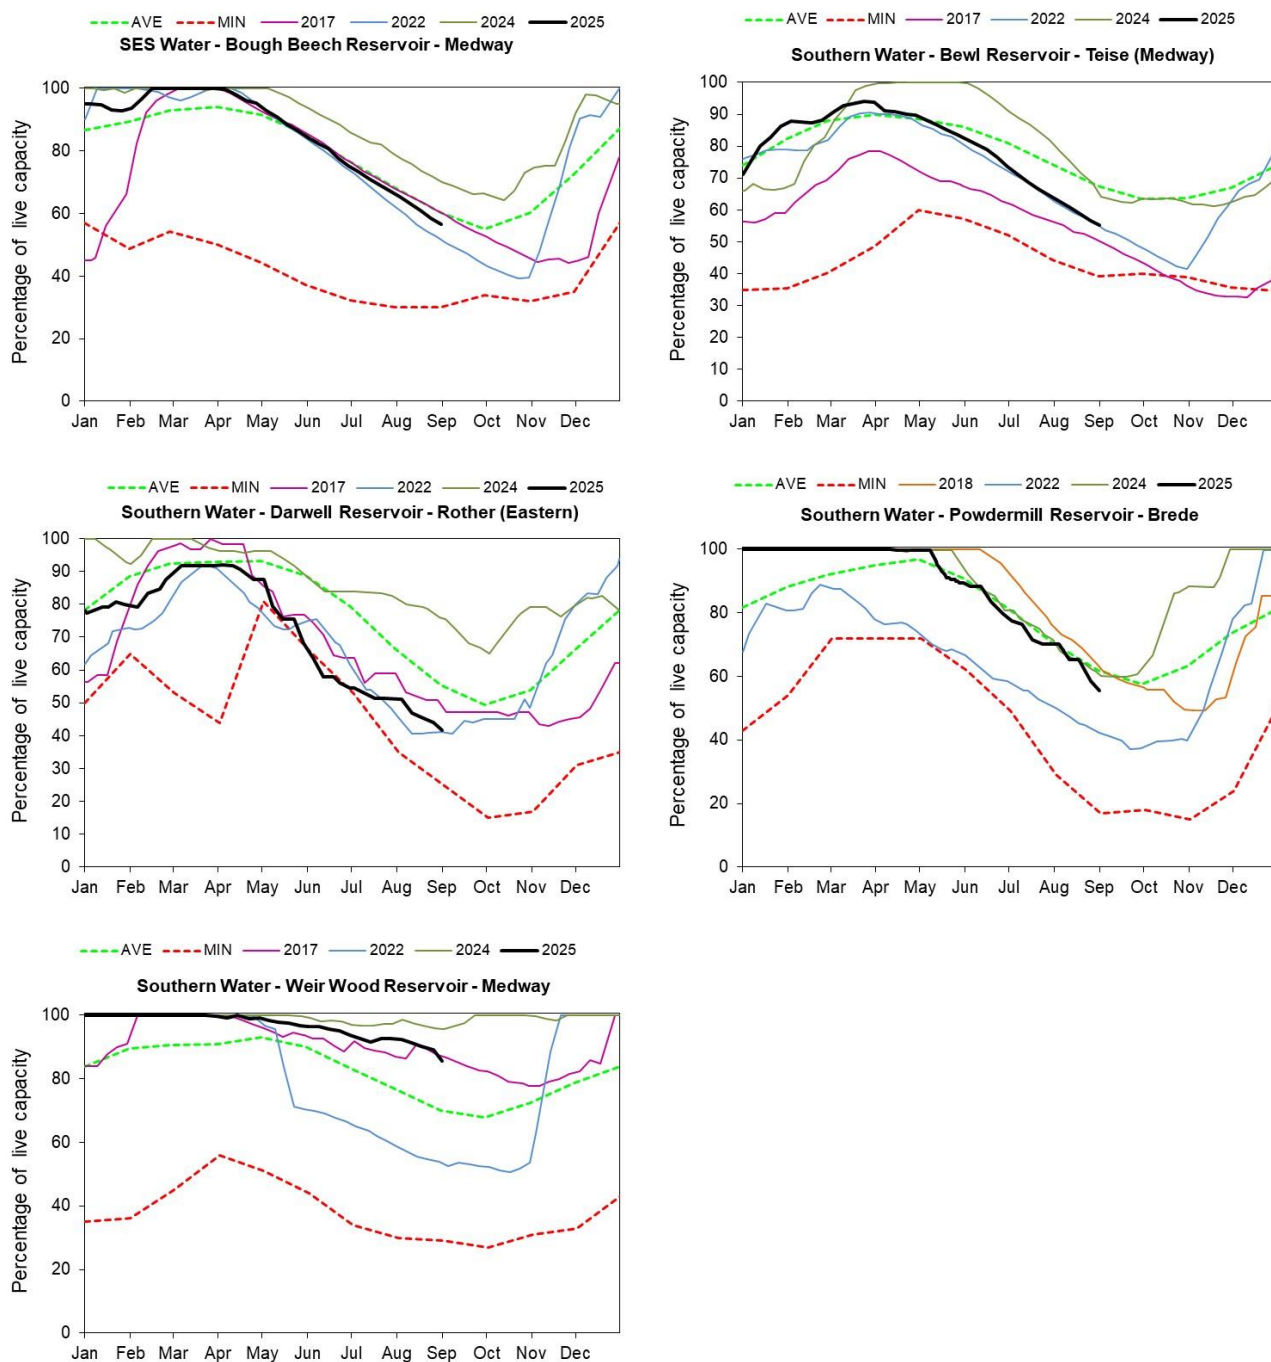 AVE MIN 2017 2022 2024 2025
SES Water - Bough Beech Reservoir - Medway
Percentage of live capacity
100
80
60
40
20
0
Jan Feb Mar Apr May Jun Jul Aug Sep Oct Nov Dec
AVE MIN 2017 2022 2024 2025
Southern Water - Bewl Reservoir - Teise (Medway)
Percentage of live capacity
100
90
80
70
60
50
40
30
20
10
0
Jan Feb Mar Apr May Jun Jul Aug Sep Oct Nov Dec
AVE MIN 2017 2022 2024 2025
Southern Water - Darwell Reservoir - Rother (Eastern)
Percentage of live capacity
100
90
80
70
60
50
40
30
20
10
0
Jan Feb Mar Apr May Jun Jul Aug Sep Oct Nov Dec
AVE MIN 2018 2022 2024 2025
Southern Water - Powdermill Reservoir - Brede
Percentage of live capacity
100
80
60
40
20
0
Jan Feb Mar Apr May Jun Jul Aug Sep Oct Nov Dec
AVE MIN 2017 2022 2024 2025
Southern Water - Weir Wood Reservoir - Medway
Percentage of live capacity
100
80
60
40
20
0
Jan Feb Mar Apr May Jun Jul Aug Sep Oct Nov Dec